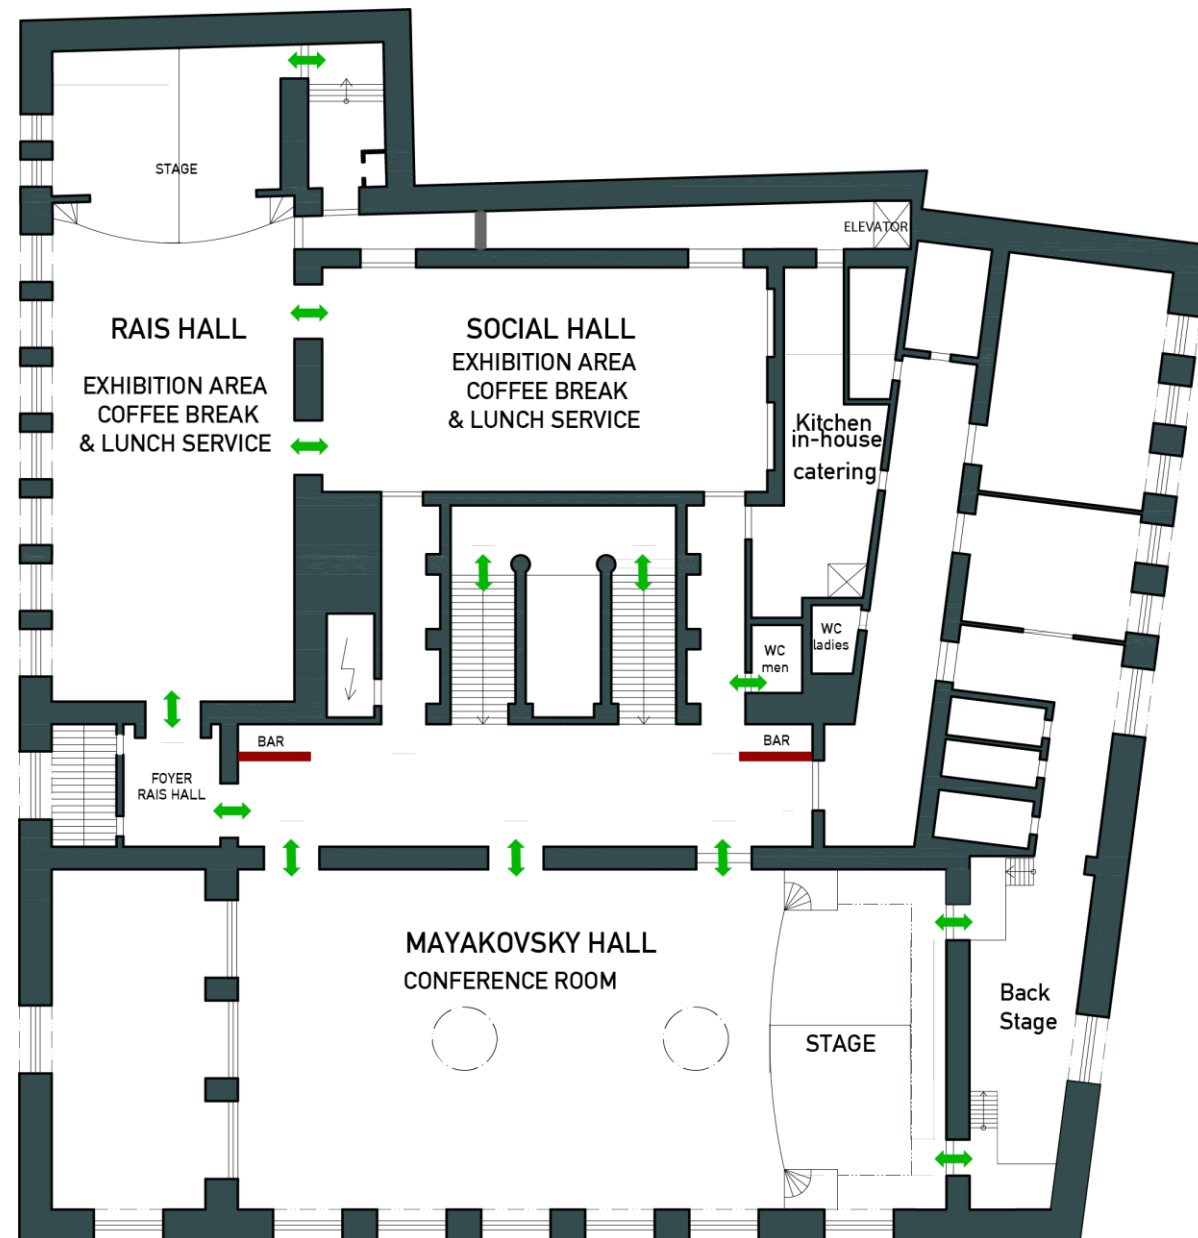 STAGE
ELEVATOR
RAIS HALL
EXHIBITION AREA
COFFEE BREAK
& LUNCH SERVICE
SOCIAL HALL
EXHIBITION AREA
COFFEE BREAK
& LUNCH SERVICE
Kitchen
in-house
catering
WC
men
WC
ladies
BAR
BAR
FOYER
RAIS HALL
MAYAKOVSKY HALL
CONFERENCE ROOM
STAGE
Back
Stage